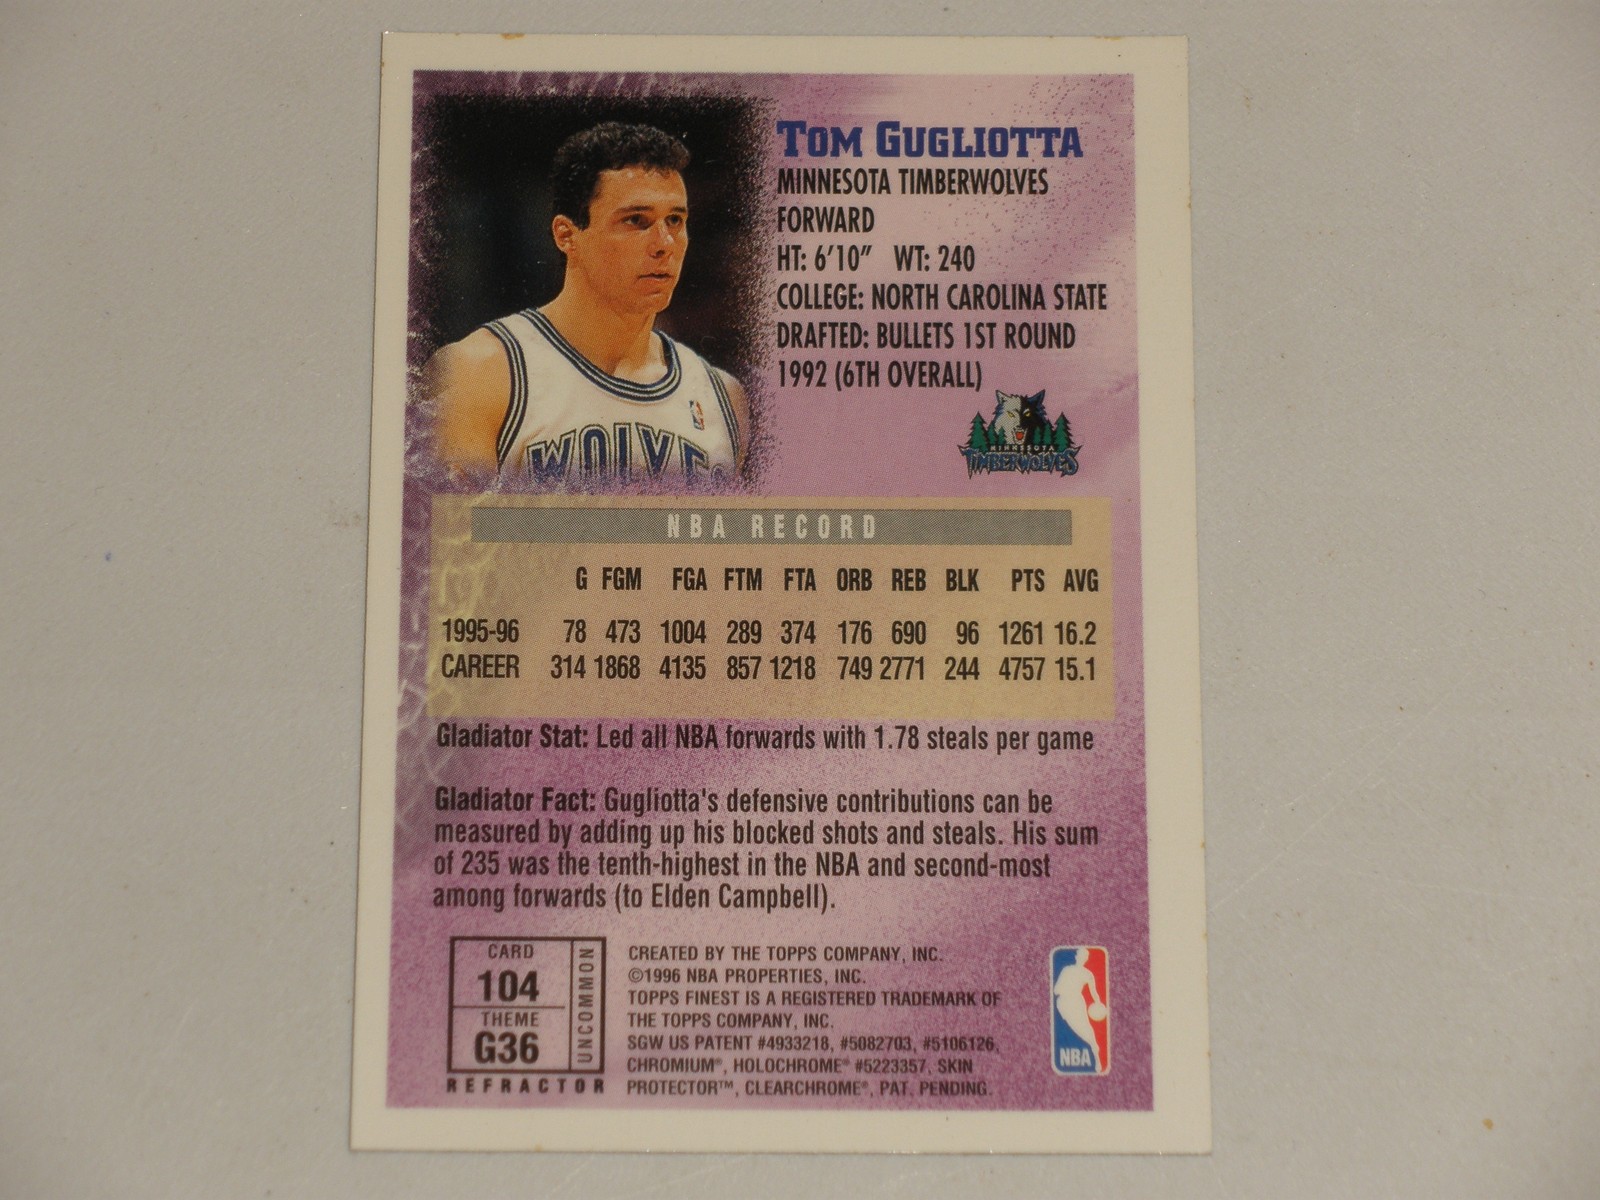 TOM GUGLIOTTA
MINNESOTA TIMBERWOLVES
FORWARD
HT: 6'10" WT: 240
COLLEGE: NORTH CAROLINA STATE
DRAFTED: BULLETS 1ST ROUND
1992 (6TH OVERALL)
WOLVES
MINNESOTA
TIMBERWOLVES
NBA RECORD
G FGM FGA FTM FTA ORB REB BLK PTS AVG
1995-96 78 473 1004 289 374 176 690 96 1261 16.2
CAREER 314 1868 4135 857 1218 749 2771 244 4757 15.1
Gladiator Stat: Led all NBA forwards with 1.78 steals per game
Gladiator Fact: Gugliotta's defensive contributions can be
measured by adding up his blocked shots and steals. His sum
of 235 was the tenth-highest in the NBA and second-most
among forwards (to Elden Campbell).
CARD
104
THEME
G36
UNCOMMON
REFRACTOR
CREATED BY THE TOPPS COMPANY, INC.
©1996 NBA PROPERTIES, INC.
TOPPS FINEST IS A REGISTERED TRADEMARK OF
THE TOPPS COMPANY, INC.
SGW US PATENT #4933218, #5082703, #5106126,
CHROMIUM®, HOLOCHROME® #5223357, SKIN
PROTECTOR™, CLEARCHROME®, PAT. PENDING.
NBA